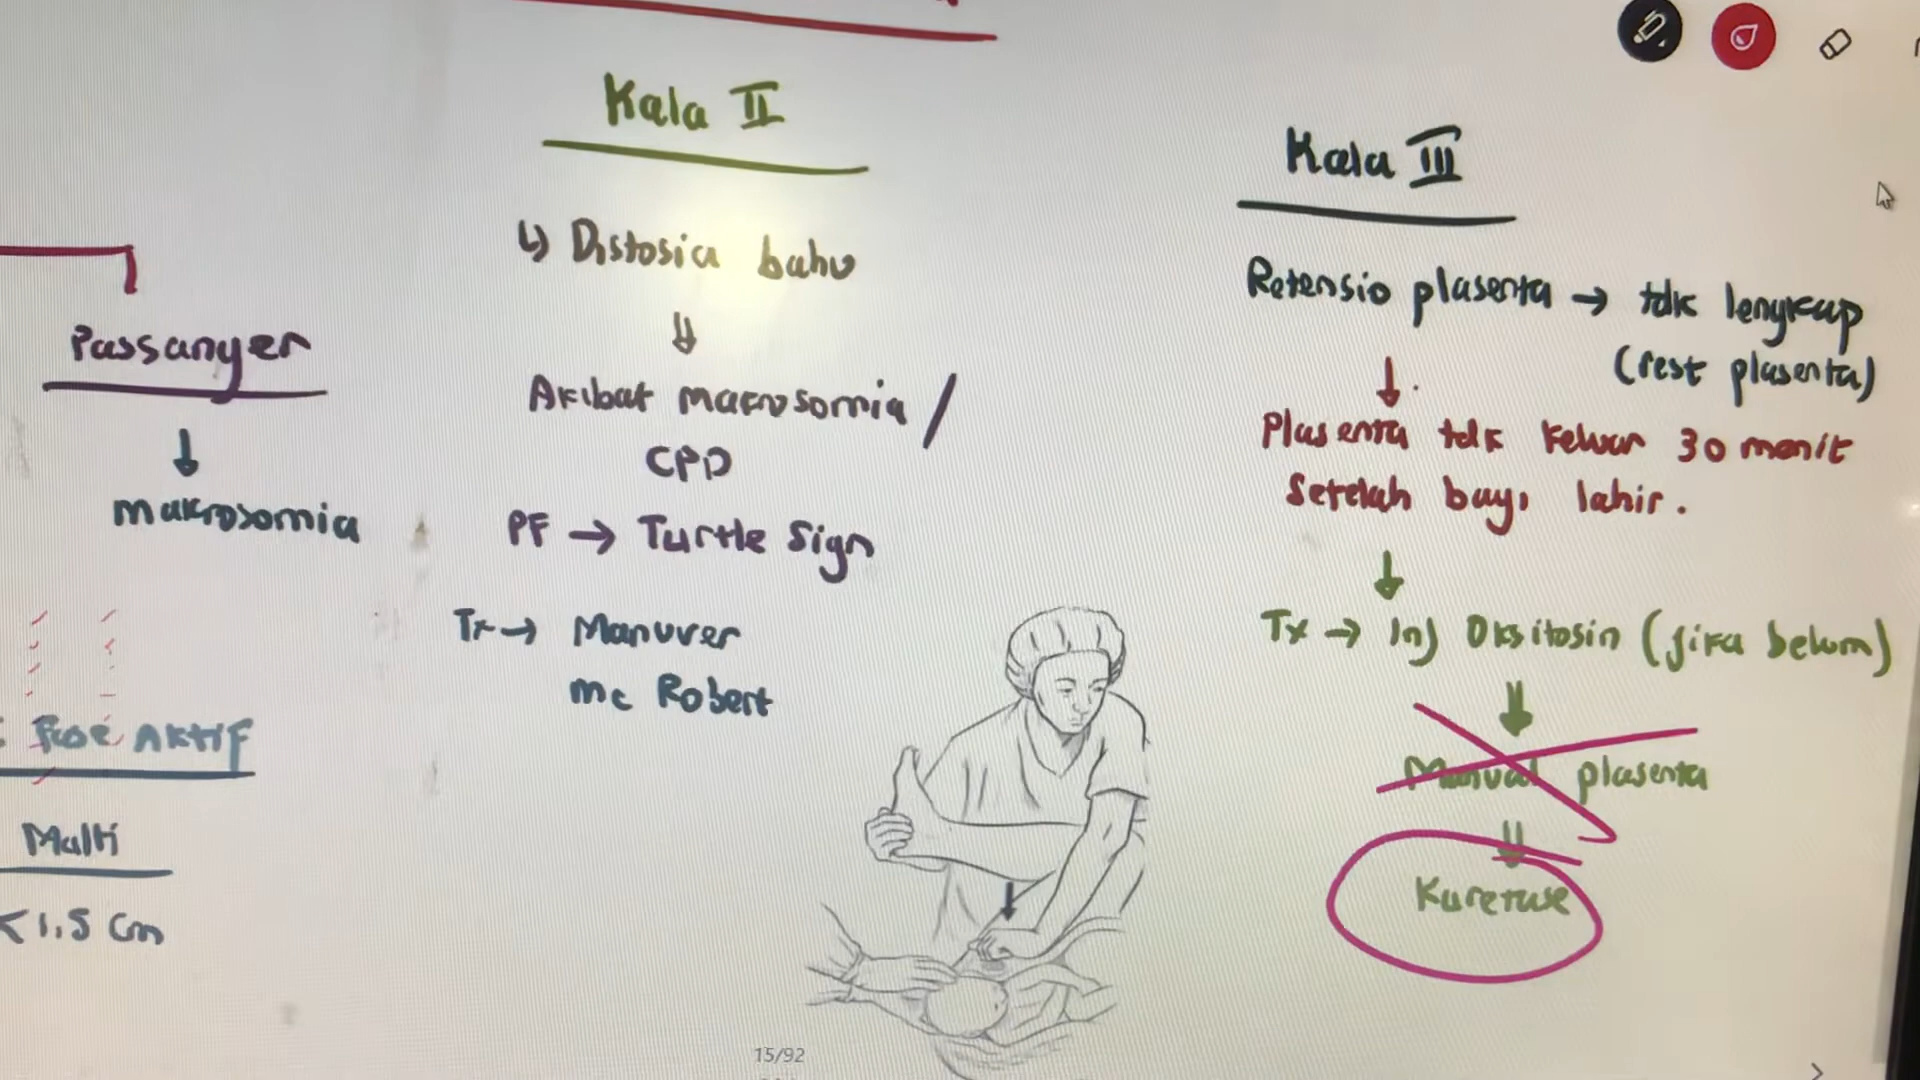 Passanger
makrosomia
: Fase Aktif
Multi
< 1.5 cm
Kala II
↳ Distosia bahu
⇓
Akibat makrosomia /
CPD
PF → Turtle Sign
Tx → Manuver
mc Robert
Kala III
Retensio plasenta → tdk lengkap
(rest plasenta)
Plasenta tdk keluar 30 menit
Setelah bayi lahir.
Tx → Inj Oksitosin (jika belum)
Manual plasenta
Kuretase
15/92